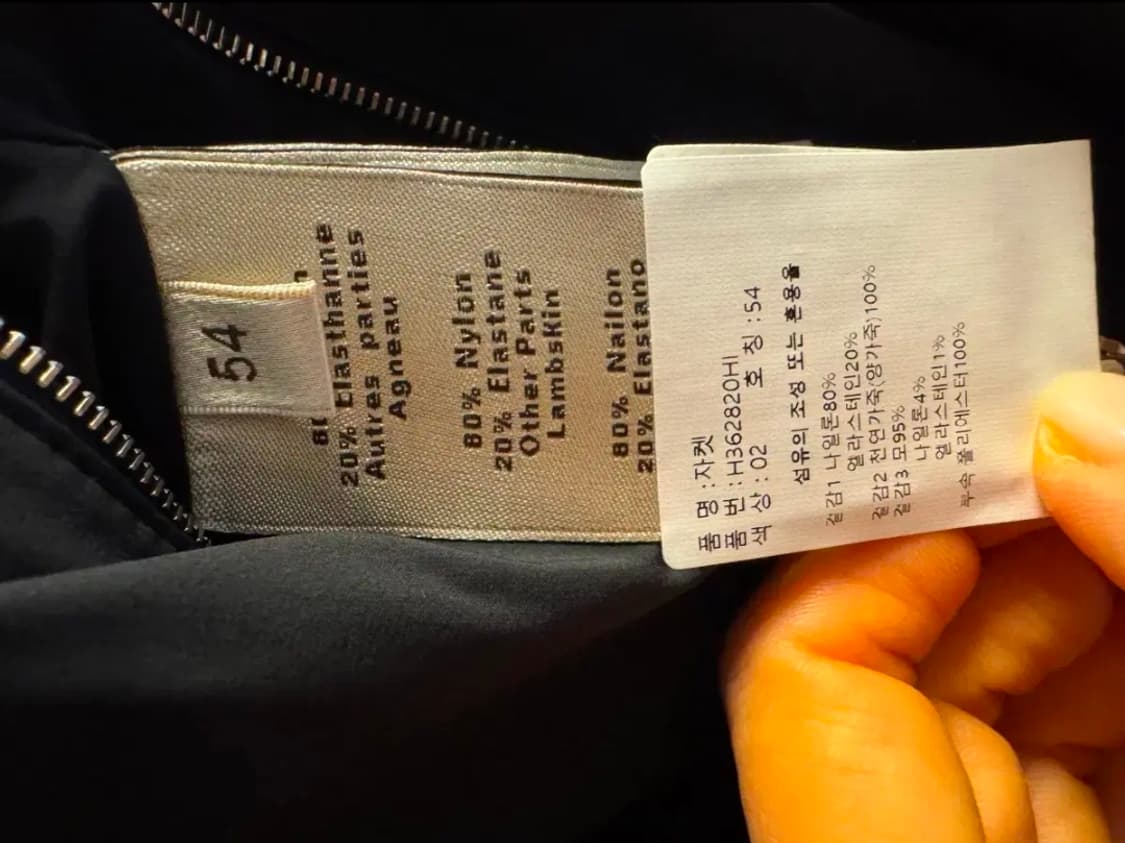 54
20% Elasthanne
Autres parties
Agneau
80% Nylon
20% Elastane
Other Parts
Lambskin
80% Nailon
20% Elastano
품 명 : 자켓
품 번 : H362820HI
색 상 : 02 호 칭 : 54
섬유의 조성 또는 혼용율
겉감1 나일론80%
엘라스테인20%
겉감2 천연가죽(양가죽)100%
겉감3 모95%
나일론4%
엘라스테인1%
부속 폴리에스터100%